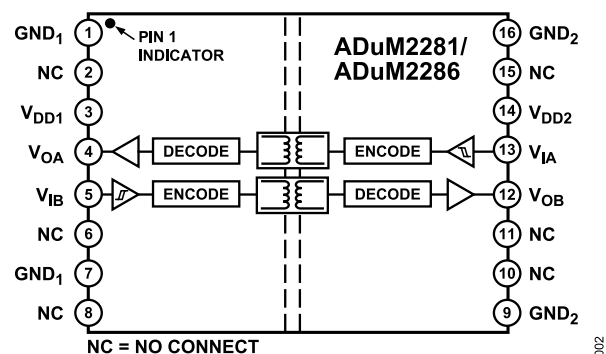 GND1 1 PIN 1 INDICATOR ADuM2281/ 16 GND2
ADuM2286
NC 2 15 NC
VDD1 3 14 VDD2
VOA 4 DECODE ENCODE 13 VIA
VIB 5 ENCODE DECODE 12 VOB
NC 6 11 NC
GND1 7 10 NC
NC 8 9 GND2
NC = NO CONNECT
002